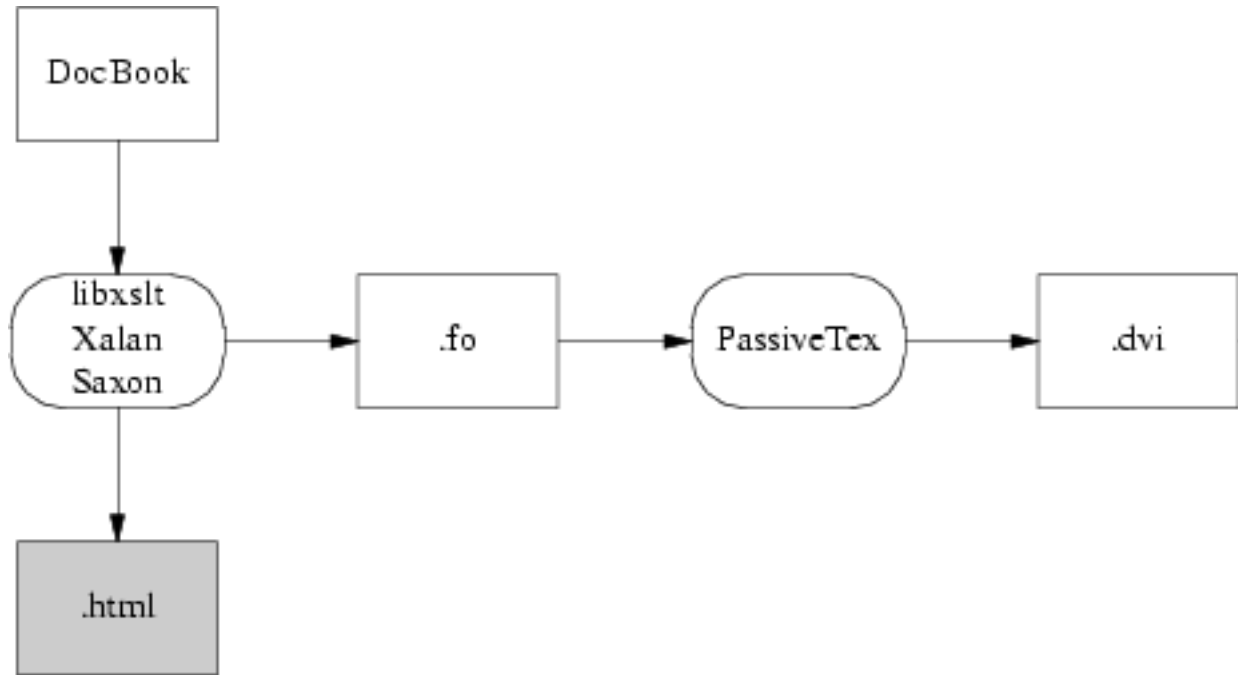 DocBook
libxslt
Xalan
Saxon
.fo
PassiveTex
.dvi
.html